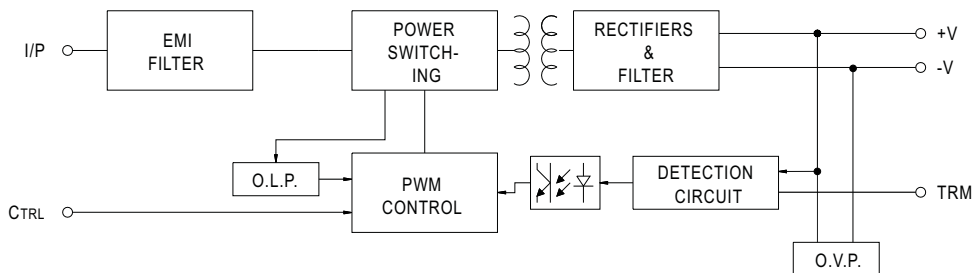 I/P
EMI
FILTER
POWER
SWITCH-
ING
RECTIFIERS
&
FILTER
+V
-V
O.L.P.
PWM
CONTROL
DETECTION
CIRCUIT
TRM
CTRL
O.V.P.